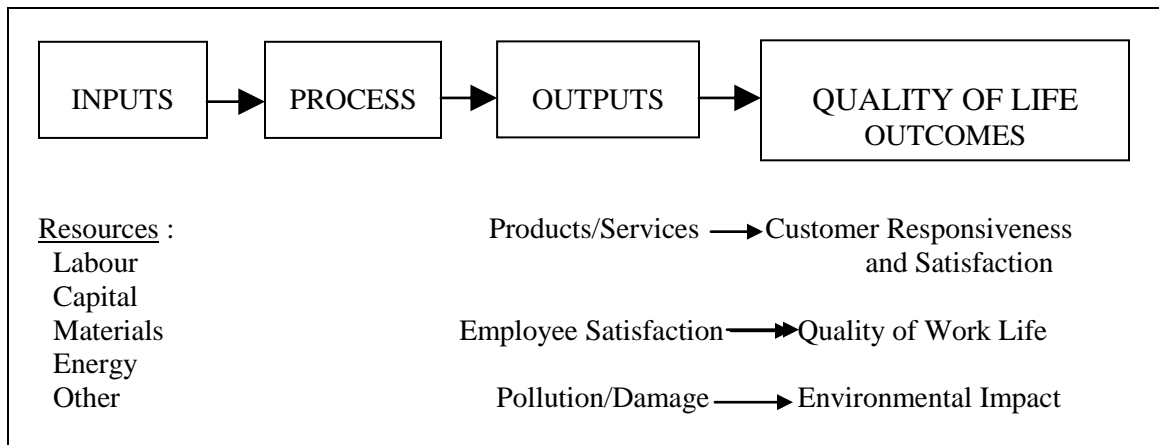 INPUTS
PROCESS
OUTPUTS
QUALITY OF LIFE
OUTCOMES
Resources :
Labour
Capital
Materials
Energy
Other
Products/Services
Customer Responsiveness
and Satisfaction
Employee Satisfaction
Quality of Work Life
Pollution/Damage
Environmental Impact